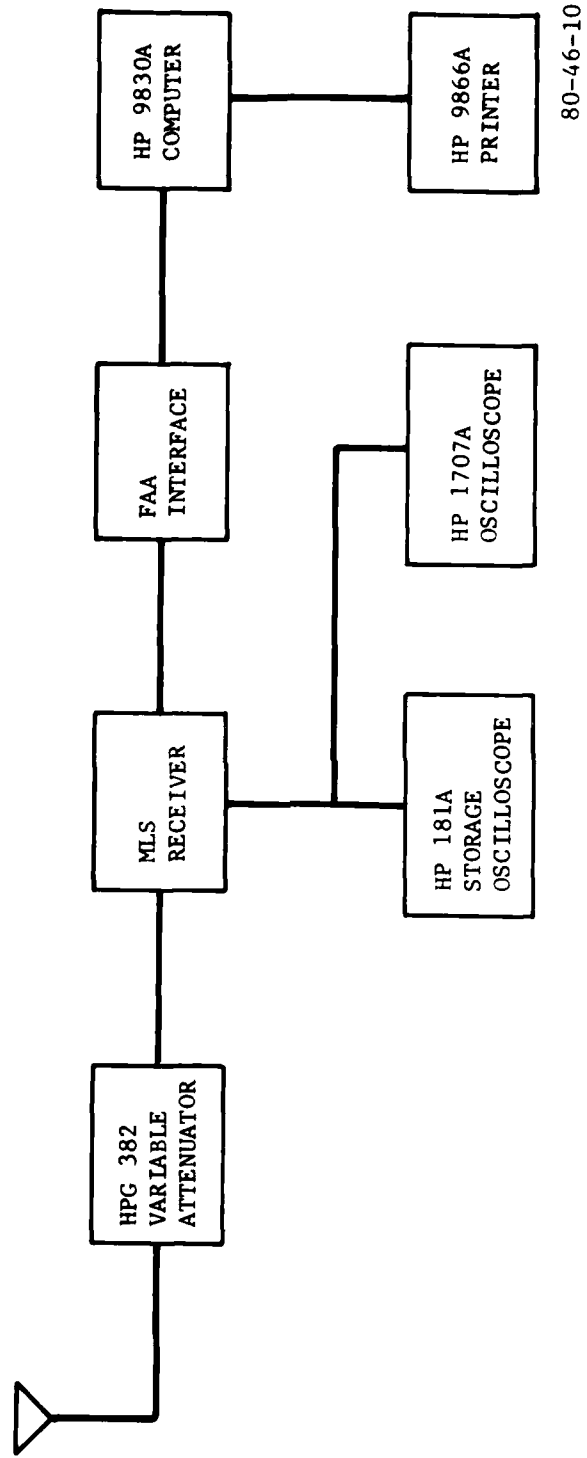 HPG 382
VARIABLE
ATTENUATOR
MLS
RECEIVER
FAA
INTERFACE
HP 9830A
COMPUTER
HP 181A
STORAGE
OSCILLOSCOPE
HP 1707A
OSCILLOSCOPE
HP 9866A
PRINTER
80-46-10